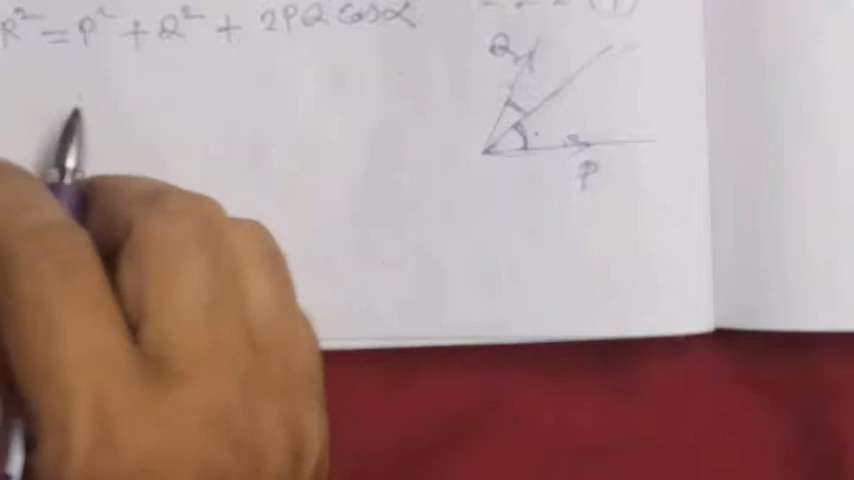 R² = P² + Q² + 2PQ cosα
Q
P